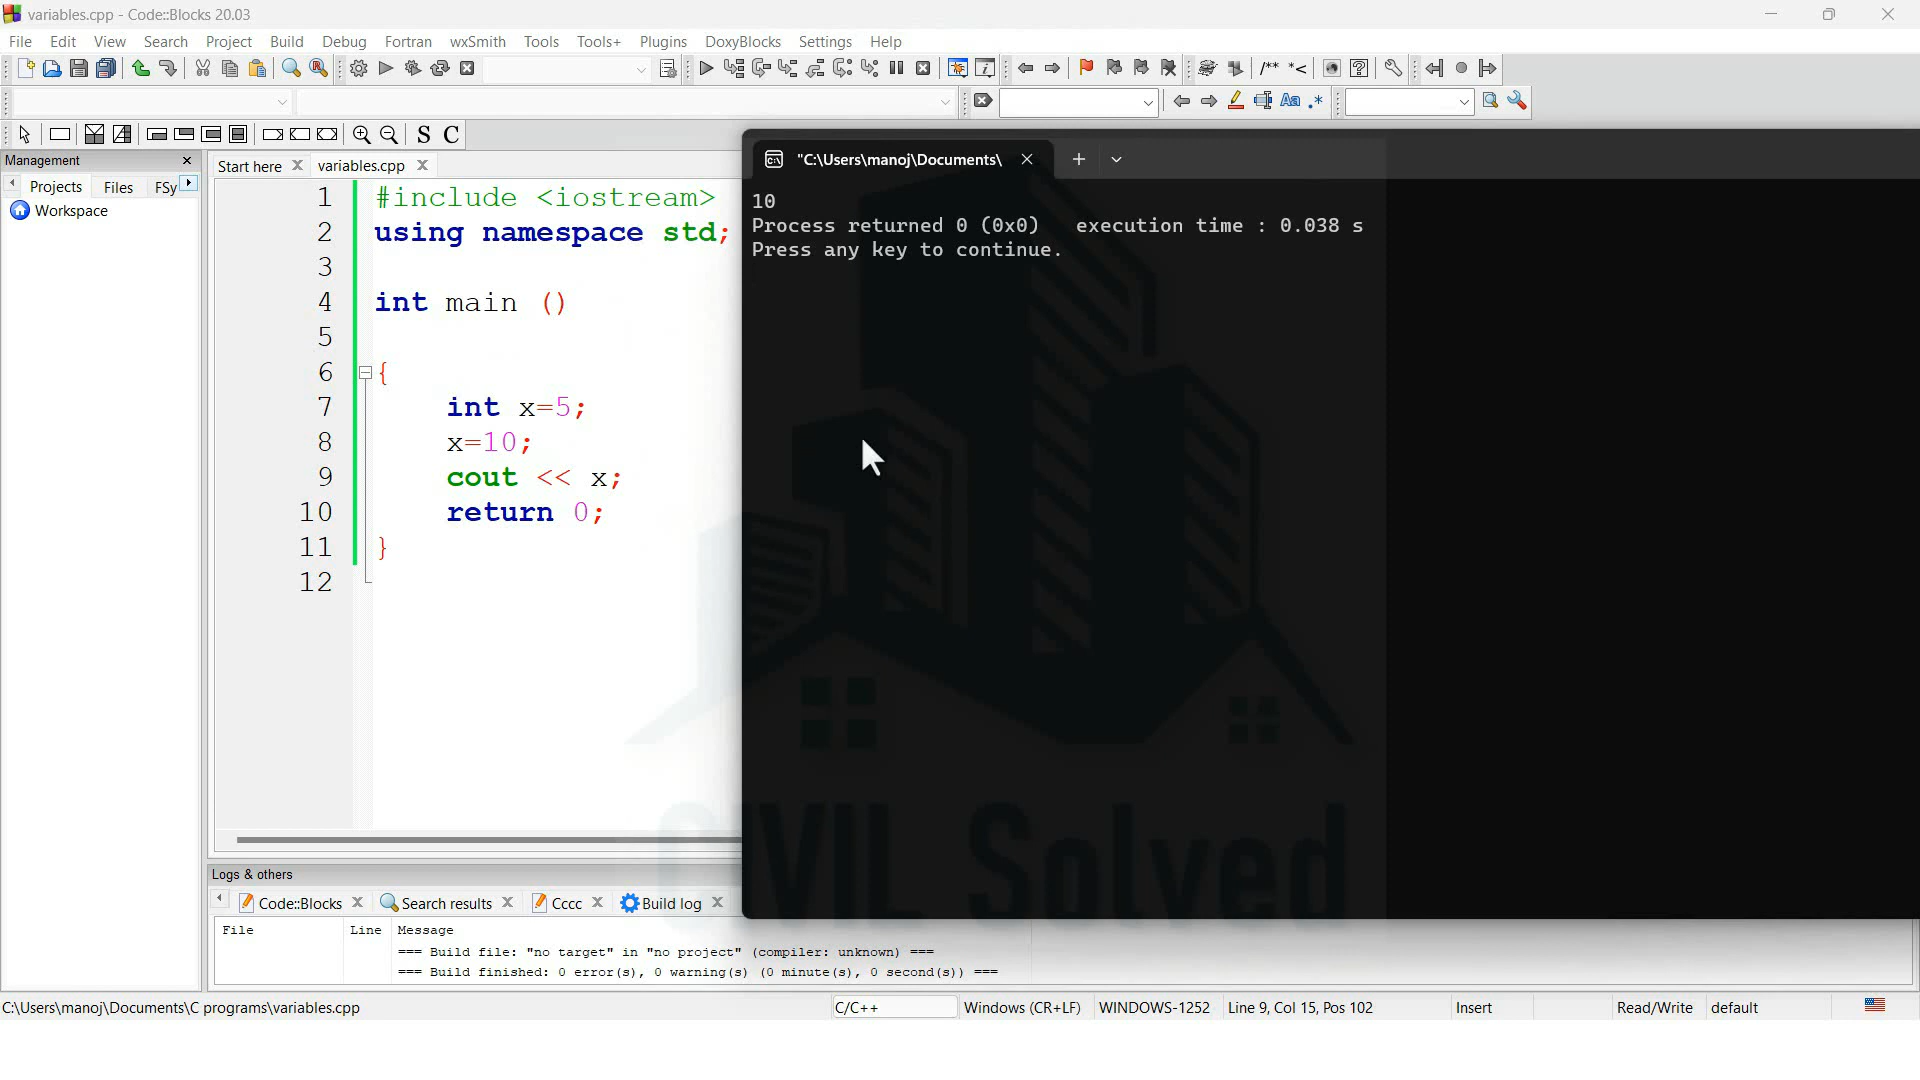 variables.cpp - Code::Blocks 20.03
File Edit View Search Project Build Debug Fortran wxSmith Tools Tools+ Plugins DoxyBlocks Settings Help
/** *<
Aa .*
S C
Management
Projects Files FSy
Workspace
Start here variables.cpp
1 #include <iostream>
2 using namespace std;
3
4 int main ()
5
6 {
7 int x=5;
8 x=10;
9 cout << x;
10 return 0;
11 }
12
"C:\Users\manoj\Documents\
10
Process returned 0 (0x0) execution time : 0.038 s
Press any key to continue.
CIVIL Solved
Logs & others
Code::Blocks Search results Cccc Build log
File Line Message
=== Build file: "no target" in "no project" (compiler: unknown) ===
=== Build finished: 0 error(s), 0 warning(s) (0 minute(s), 0 second(s)) ===
C:\Users\manoj\Documents\C programs\variables.cpp C/C++ Windows (CR+LF) WINDOWS-1252 Line 9, Col 15, Pos 102 Insert Read/Write default